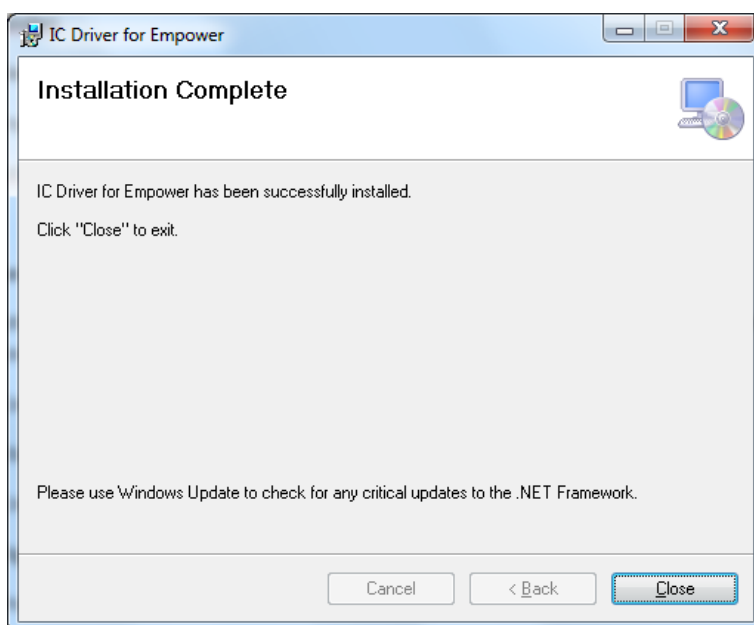 IC Driver for Empower
Installation Complete
IC Driver for Empower has been successfully installed.
Click "Close" to exit.
Please use Windows Update to check for any critical updates to the .NET Framework.
Cancel
< Back
Close